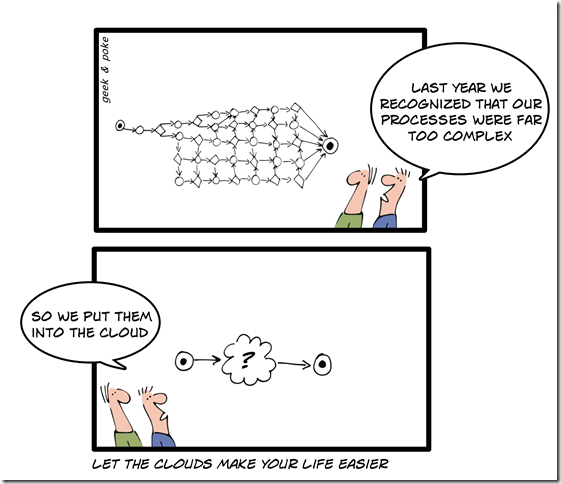 geek & poke
LAST YEAR WE
RECOGNIZED THAT OUR
PROCESSES WERE FAR
TOO COMPLEX
SO WE PUT THEM
INTO THE CLOUD
?
LET THE CLOUDS MAKE YOUR LIFE EASIER